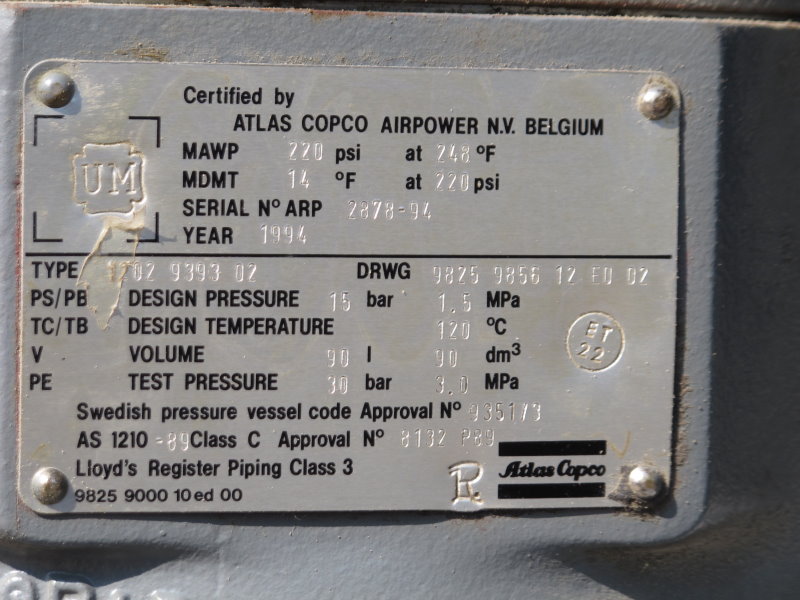 Certified by
ATLAS COPCO AIRPOWER N.V. BELGIUM
UM
MAWP 220 psi at 248 °F
MDMT 14 °F at 220 psi
SERIAL N° ARP 2878-94
YEAR 1994
TYPE 1202 9393 02 DRWG 9825 9856 12 ED 02
PS/PB DESIGN PRESSURE 15 bar 1.5 MPa
TC/TB DESIGN TEMPERATURE 120 °C
V VOLUME 90 l 90 dm³
PE TEST PRESSURE 30 bar 3.0 MPa
BT
22
Swedish pressure vessel code Approval N° 935173
AS 1210 -89 Class C Approval N° 8132 P89
Lloyd's Register Piping Class 3
R
Atlas Copco
9825 9000 10 ed 00